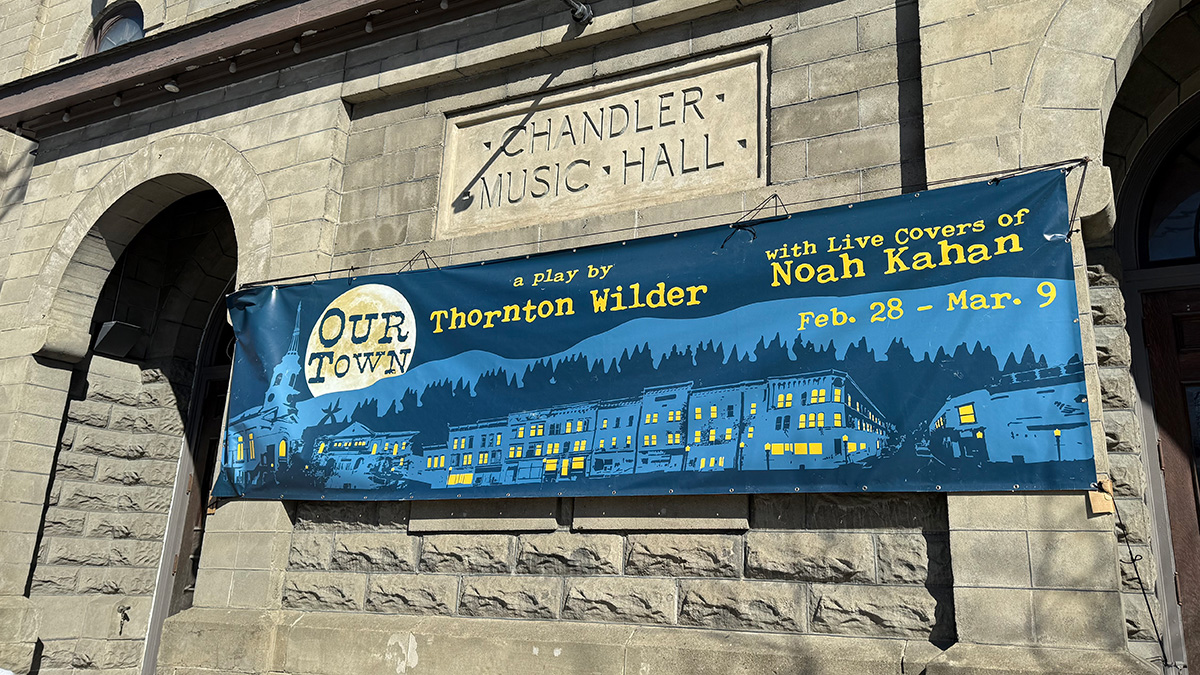 · CHANDLER ·
· MUSIC · HALL ·
OUR
TOWN
a play by
Thornton Wilder
with Live Covers of
Noah Kahan
Feb. 28 - Mar. 9